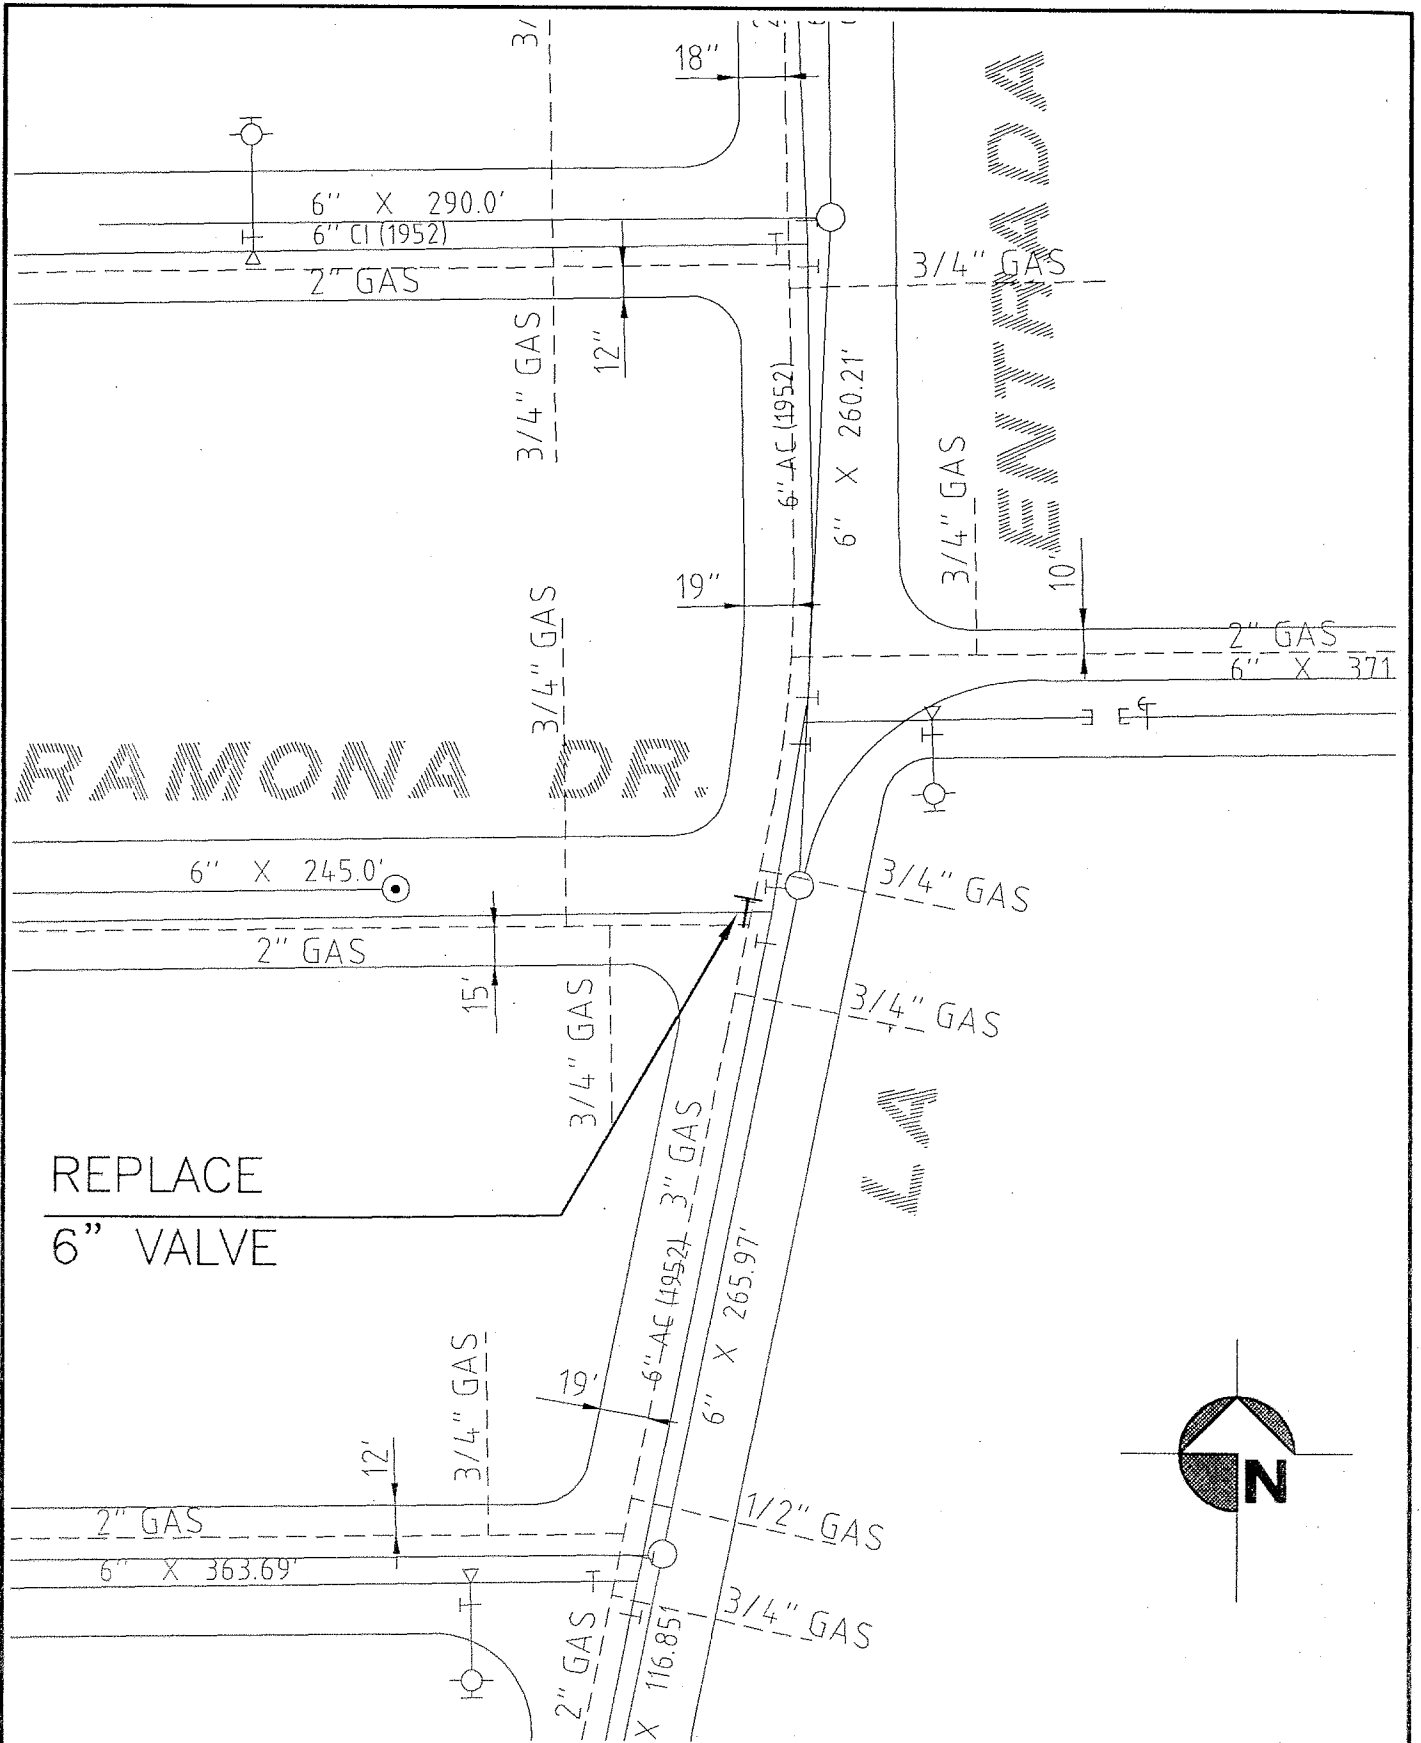 3/
18"
ENTRADA
6" X 290.0'
6" CI (1952)
2" GAS
3/4" GAS
3/4" GAS
12"
6" AC (1952)
6" X 260.21'
3/4" GAS
10'
19"
3/4" GAS
2" GAS
6" X 371
RAMONA DR.
6" X 245.0'
3/4" GAS
2" GAS
15'
3/4" GAS
3/4" GAS
LA
3" GAS
REPLACE
6" VALVE
6" AC (1952)
6" X 265.97'
19'
3/4" GAS
12'
2" GAS
6" X 363.69'
1/2" GAS
3/4" GAS
2" GAS
X 116.851
N